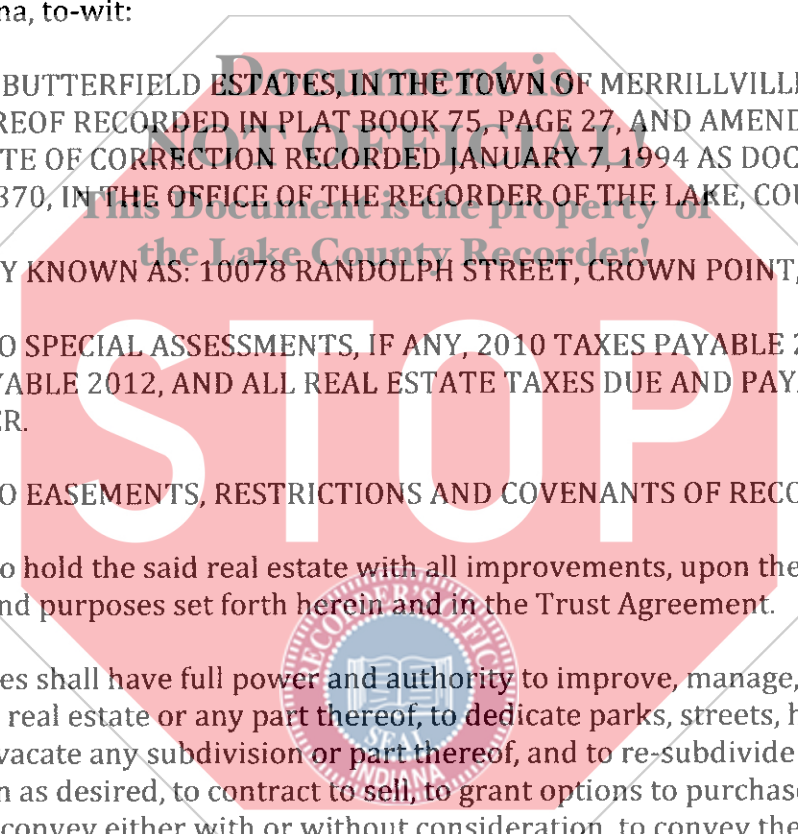 na, to-wit:
BUTTERFIELD ESTATES, IN THE TOWN OF MERRILLVILL
Document is
REOF RECORDED IN PLAT BOOK 75, PAGE 27, AND AMEND
NOT OFFICIAL!
TE OF CORRECTION RECORDED JANUARY 7, 1994 AS DOC
370, IN THE OFFICE OF THE RECORDER OF THE LAKE, COU
This Document is the property of
the Lake County Recorder!
Y KNOWN AS: 10078 RANDOLPH STREET, CROWN POINT,
O SPECIAL ASSESSMENTS, IF ANY, 2010 TAXES PAYABLE 2
YABLE 2012, AND ALL REAL ESTATE TAXES DUE AND PAY
ER.
STOP
O EASEMENTS, RESTRICTIONS AND COVENANTS OF RECO
o hold the said real estate with all improvements, upon the
nd purposes set forth herein and in the Trust Agreement.
RECORDER'S OFFIC
es shall have full power and authority to improve, manage,
real estate or any part thereof, to dedicate parks, streets, h
SEAL
vacate any subdivision or part thereof, and to re-subdivide
INDIANA
n as desired, to contract to sell, to grant options to purchase
convey either with or without consideration, to convey the